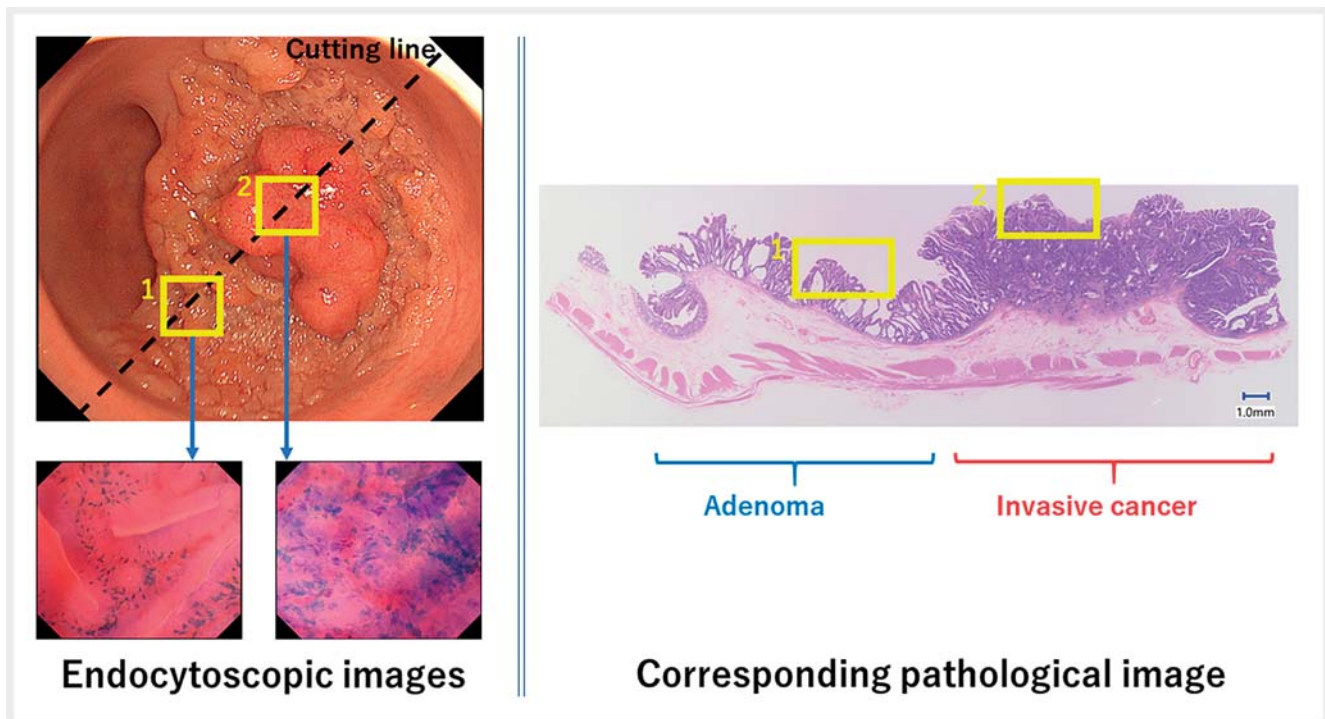 Cutting line
2
1
2
1
1.0mm
Adenoma
Invasive cancer
Endocytoscopic images
Corresponding pathological image